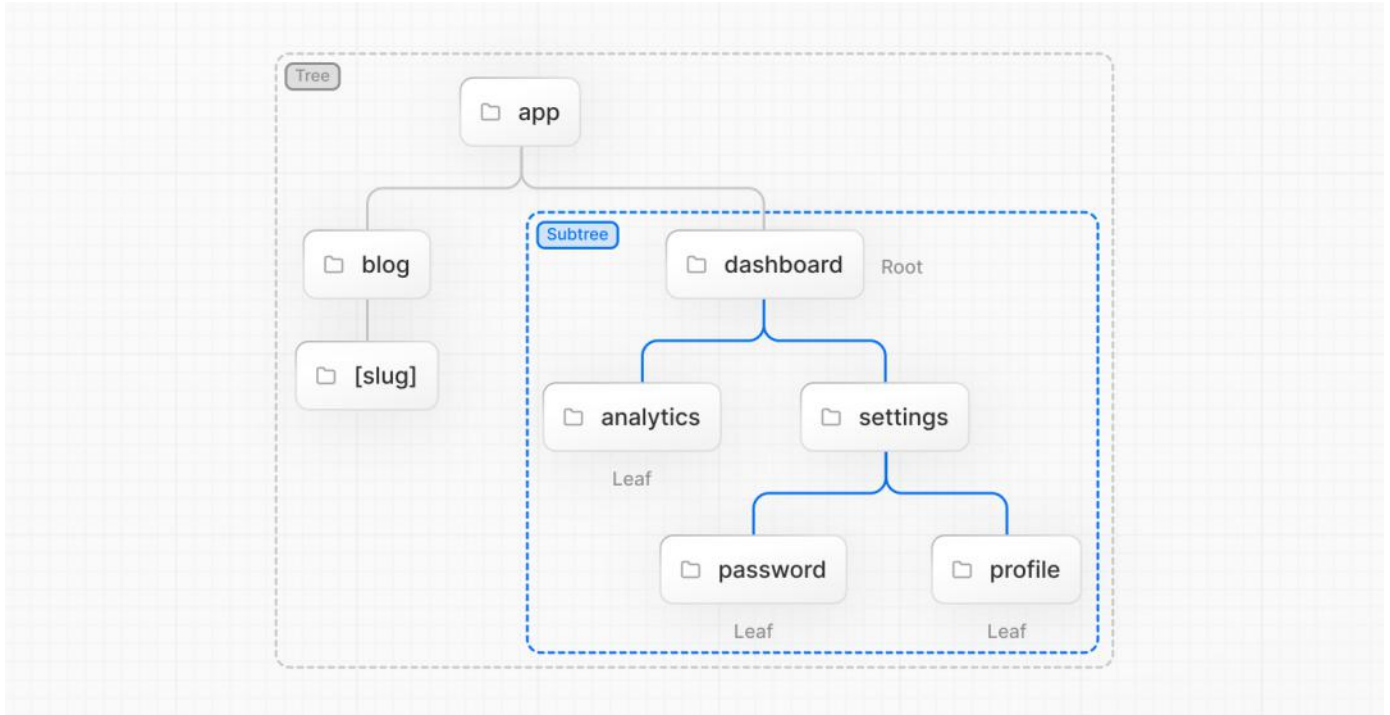 Tree
app
Subtree
blog
dashboard
Root
[slug]
analytics
settings
Leaf
password
profile
Leaf
Leaf